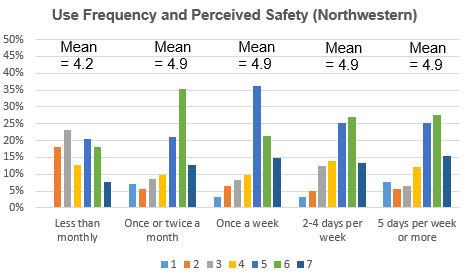 Use Frequency and Perceived Safety (Northwestern)
50%
45%
40%
35%
30%
25%
20%
15%
10%
5%
0%
Mean
= 4.2
Mean
= 4.9
Mean
= 4.9
Mean
= 4.9
Mean
= 4.9
Less than
monthly
Once or twice a
month
Once a week
2-4 days per
week
5 days per week
or more
1 2 3 4 5 6 7